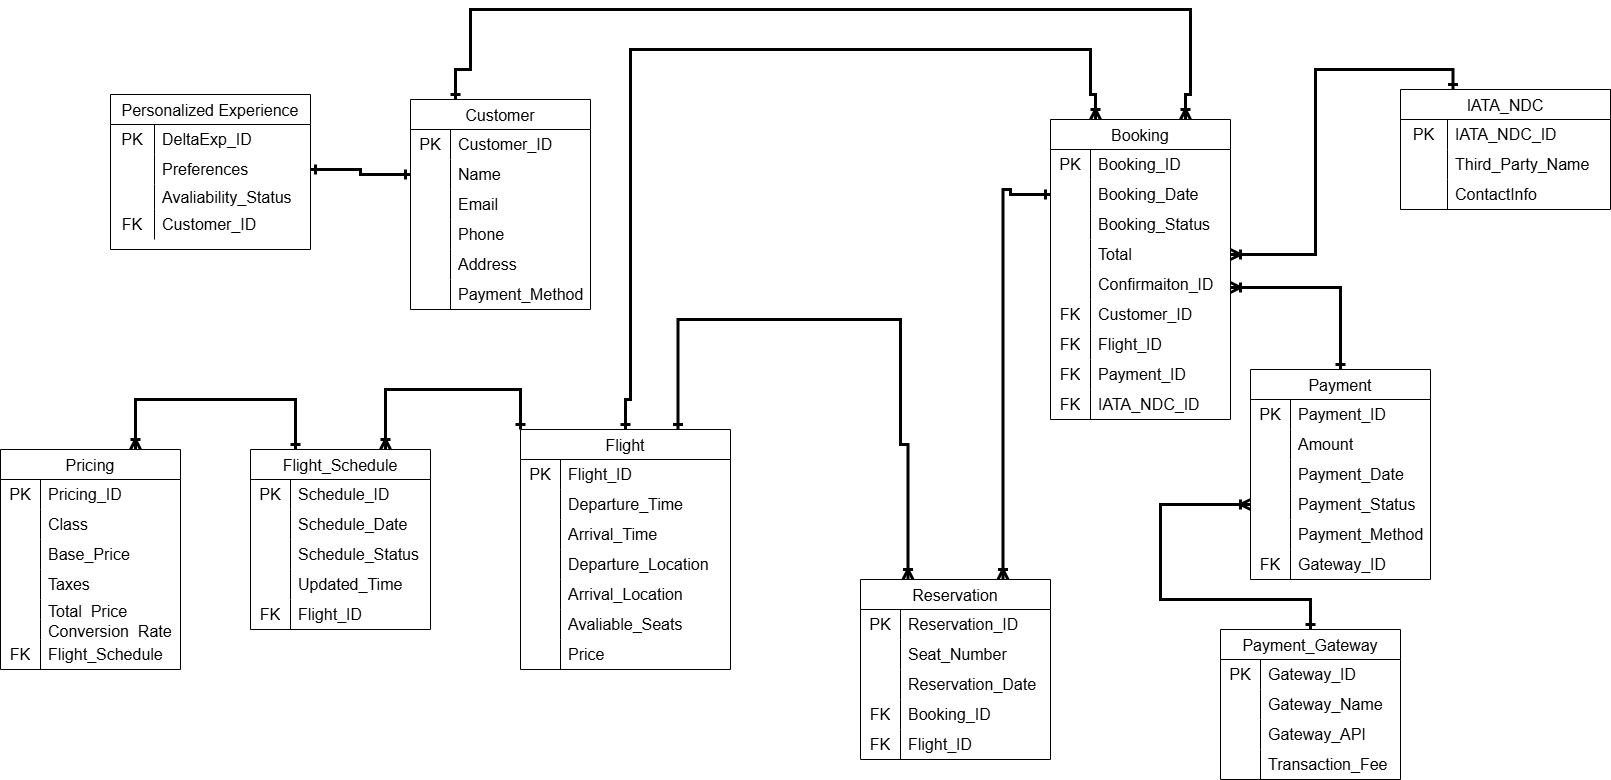 Personalized Experience
PK DeltaExp_ID
Preferences
Avaliability_Status
FK Customer_ID
Customer
PK Customer_ID
Name
Email
Phone
Address
Payment_Method
Booking
PK Booking_ID
Booking_Date
Booking_Status
Total
Confirmaiton_ID
FK Customer_ID
FK Flight_ID
FK Payment_ID
FK IATA_NDC_ID
IATA_NDC
PK IATA_NDC_ID
Third_Party_Name
ContactInfo
Pricing
PK Pricing_ID
Class
Base_Price
Taxes
Total_Price
Conversion_Rate
FK Flight_Schedule
Flight_Schedule
PK Schedule_ID
Schedule_Date
Schedule_Status
Updated_Time
FK Flight_ID
Flight
PK Flight_ID
Departure_Time
Arrival_Time
Departure_Location
Arrival_Location
Avaliable_Seats
Price
Reservation
PK Reservation_ID
Seat_Number
Reservation_Date
FK Booking_ID
FK Flight_ID
Payment
PK Payment_ID
Amount
Payment_Date
Payment_Status
Payment_Method
FK Gateway_ID
Payment_Gateway
PK Gateway_ID
Gateway_Name
Gateway_API
Transaction_Fee